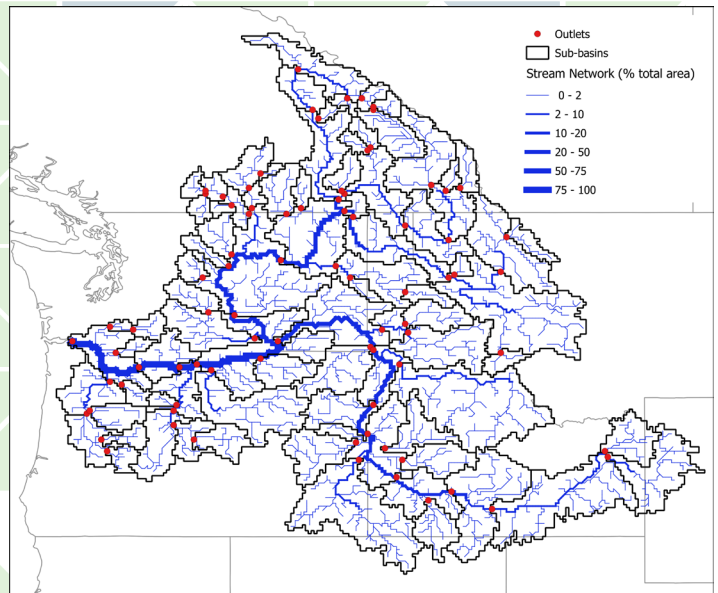 Outlets
Sub-basins
Stream Network (% total area)
0 - 2
2 - 10
10 -20
20 - 50
50 -75
75 - 100